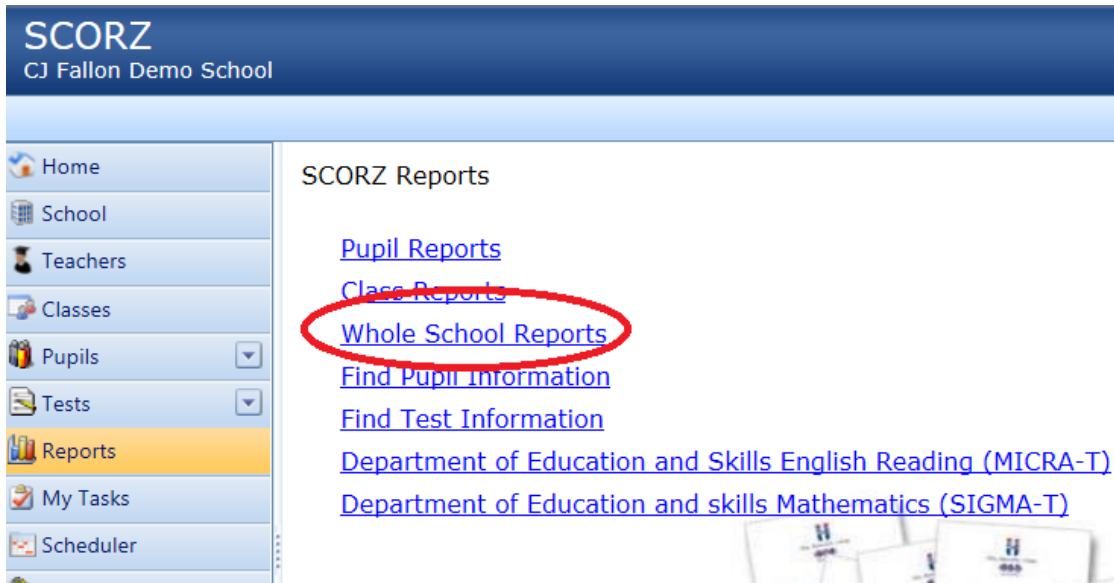 SCORZ
CJ Fallon Demo School
Home
School
Teachers
Classes
Pupils
Tests
Reports
My Tasks
Scheduler
SCORZ Reports
Pupil Reports
Class Reports
Whole School Reports
Find Pupil Information
Find Test Information
Department of Education and Skills English Reading (MICRA-T)
Department of Education and skills Mathematics (SIGMA-T)